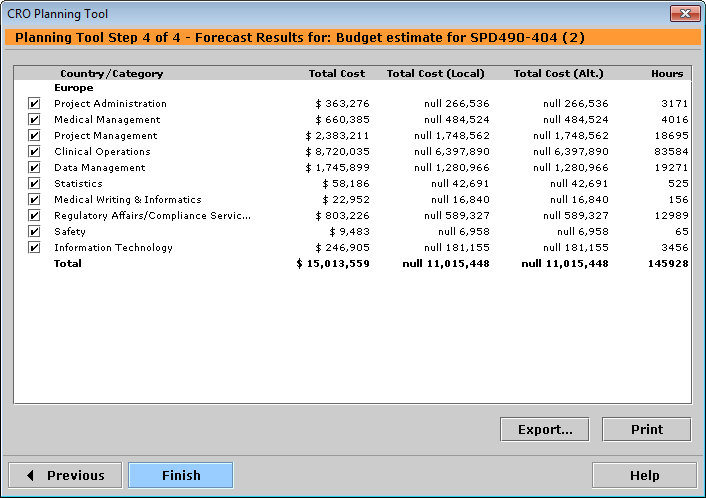 CRO Planning Tool
Planning Tool Step 4 of 4 - Forecast Results for: Budget estimate for SPD490-404 (2)
Country/Category Total Cost Total Cost (Local) Total Cost (Alt.) Hours
Europe
Project Administration $ 363,276 null 266,536 null 266,536 3171
Medical Management $ 660,385 null 484,524 null 484,524 4016
Project Management $ 2,383,211 null 1,748,562 null 1,748,562 18695
Clinical Operations $ 8,720,035 null 6,397,890 null 6,397,890 83584
Data Management $ 1,745,899 null 1,280,966 null 1,280,966 19271
Statistics $ 58,186 null 42,691 null 42,691 525
Medical Writing & Informatics $ 22,952 null 16,840 null 16,840 156
Regulatory Affairs/Compliance Servic... $ 803,226 null 589,327 null 589,327 12989
Safety $ 9,483 null 6,958 null 6,958 65
Information Technology $ 246,905 null 181,155 null 181,155 3456
Total $ 15,013,559 null 11,015,448 null 11,015,448 145928
Export... Print
Previous Finish Help